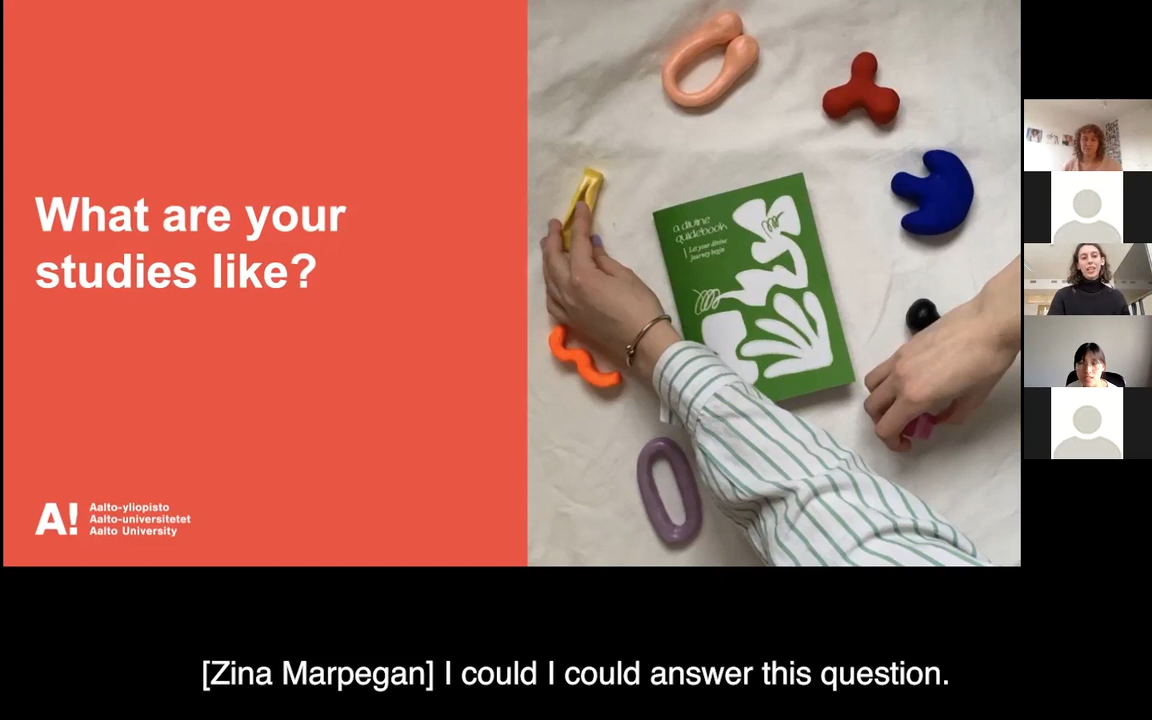 What are your
studies like?
A!
Aalto-yliopisto
Aalto-universitetet
Aalto University
a divine
guidebook
Let your divine
journey begin
[Zina Marpegan] I could I could answer this question.